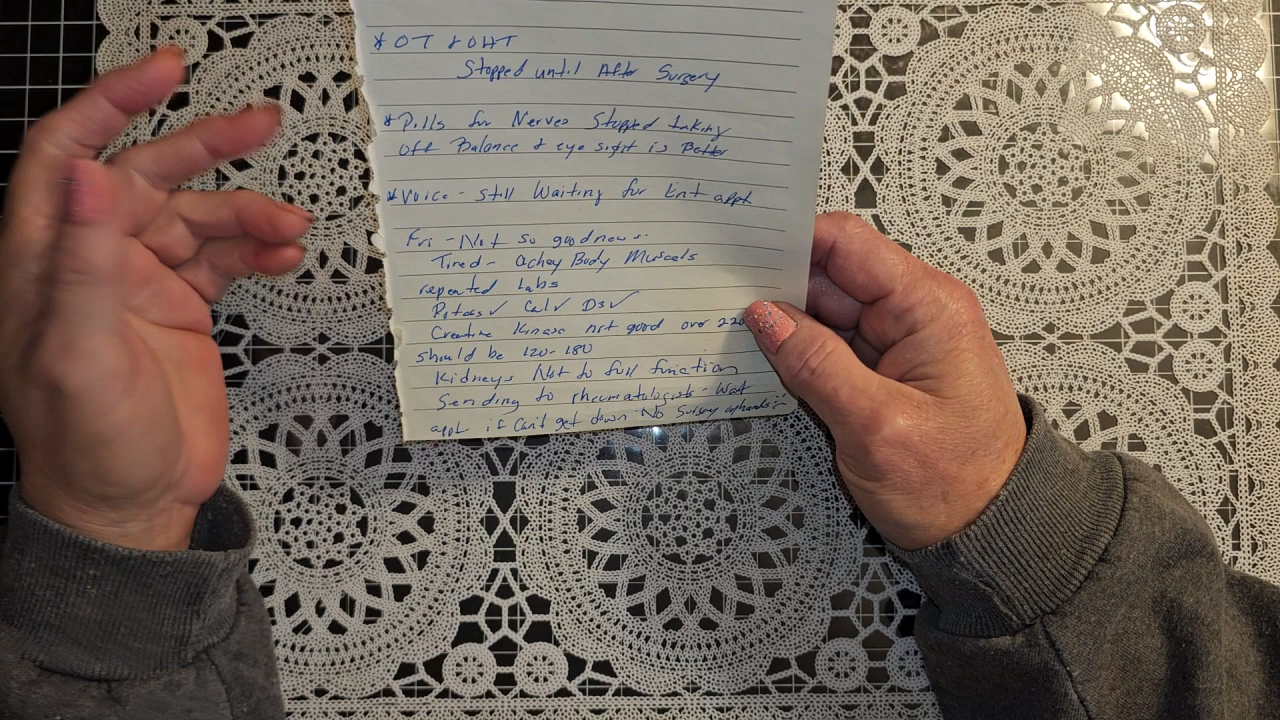 * OT & OHT
Stopped until After Surgery
* Pills for Nerves Stopped taking
off Balance & eye sight is Better
* Voice - still Waiting for Ent appt
Fri - Not so good news.
Tired - Achey Body Muscels
repeated Labs
Potass ✓ Cal ✓ D3 ✓
Creatine Kinase not good over 220
should be 120-180
Kidneys Not to full function
Sending to rheumatologists - Wait
appt if Can't get down No Surgery